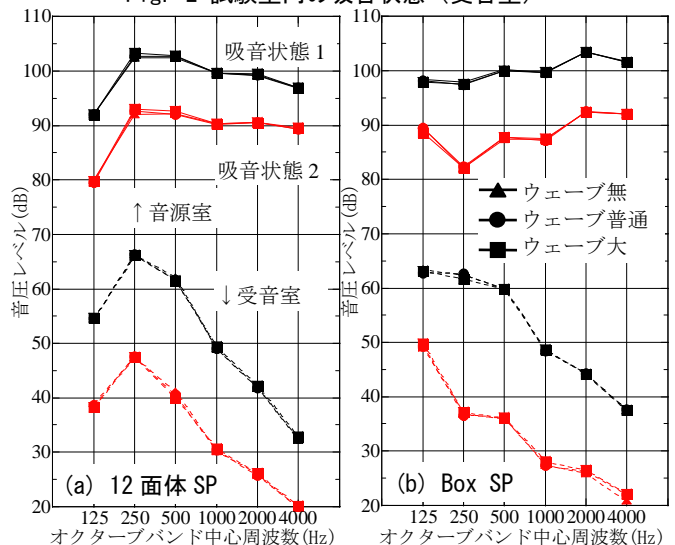 Fig. 2 試験室内の吸音状態 (受音室)
110
100
90
80
70
60
50
40
30
20
音圧レベル(dB)
吸音状態 1
吸音状態 2
↑音源室
↓受音室
(a) 12 面体 SP
125 250 500 1000 2000 4000
オクターブバンド中心周波数(Hz)
110
100
90
80
70
60
50
40
30
20
音圧レベル(dB)
ウェーブ無
ウェーブ普通
ウェーブ大
(b) Box SP
125 250 500 1000 2000 4000
オクターブバンド中心周波数(Hz)